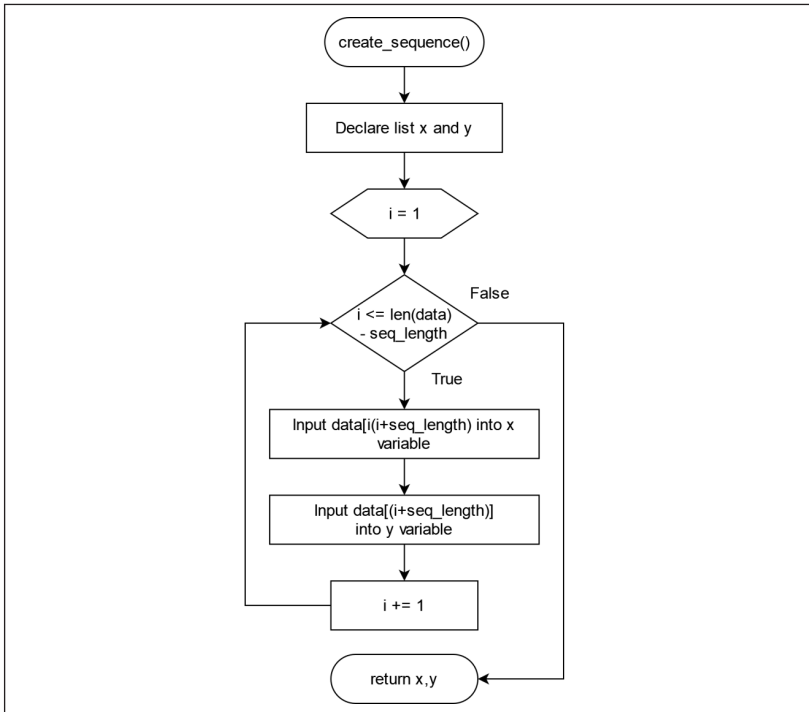 create_sequence()
Declare list x and y
i = 1
i <= len(data)
- seq_length
False
True
Input data[i(i+seq_length) into x
variable
Input data[(i+seq_length)]
into y variable
i += 1
return x,y